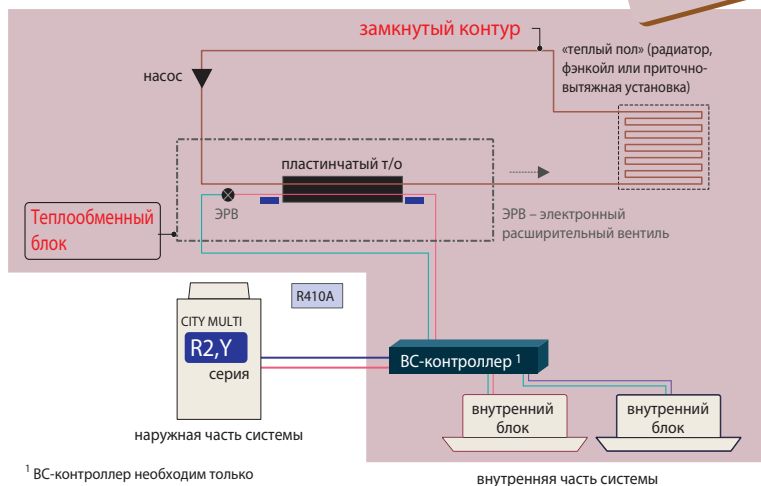 замкнутый контур
«теплый пол» (радиатор,
фэнкойл или приточно-
вытяжная установка)
насос
пластинчатый т/о
ЭРВ
Теплообменный
блок
ЭРВ – электронный
расширительный вентиль
R410A
CITY MULTI
R2,Y
серия
ВС-контроллер 1
внутренний
блок
внутренний
блок
наружная часть системы
1 ВС-контроллер необходим только
внутренняя часть системы